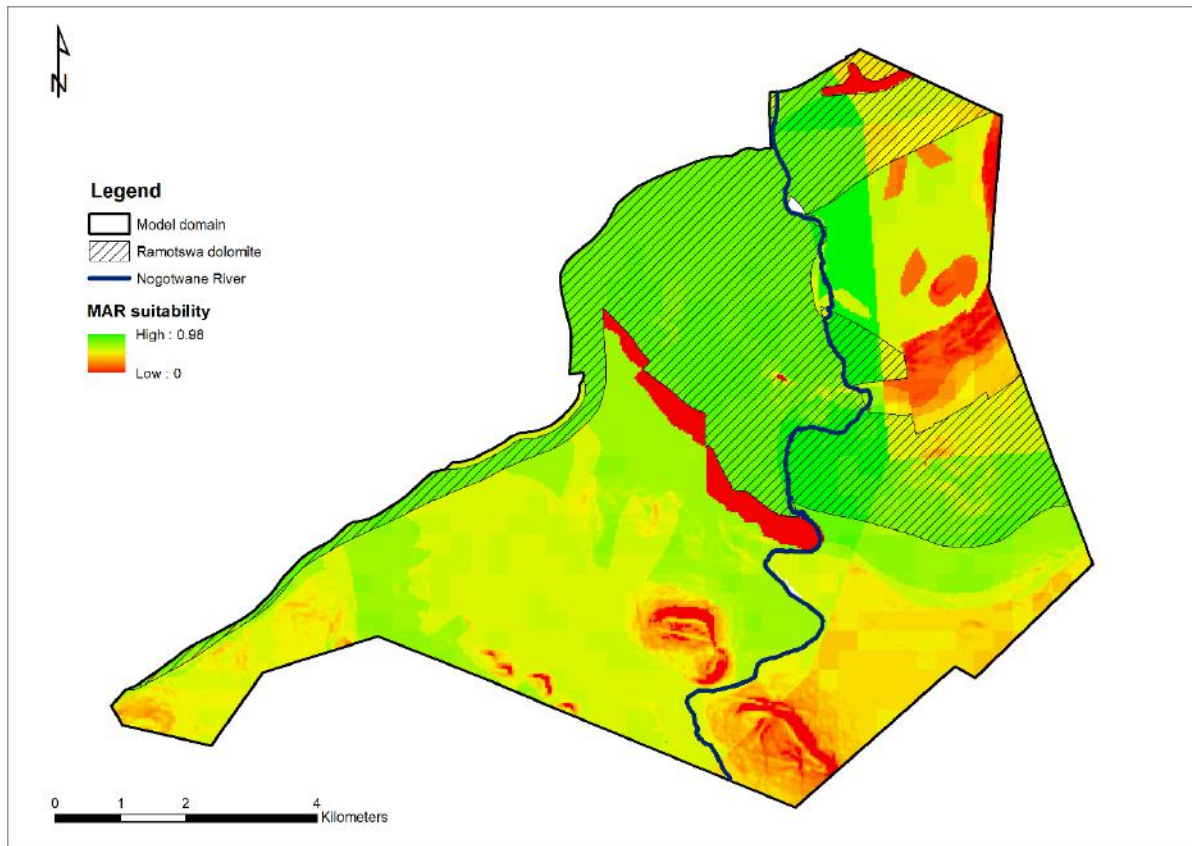 N
Legend
Model domain
Ramotswa dolomite
Nogotwane River
MAR suitability
High : 0.98
Low : 0
0 1 2 4
Kilometers